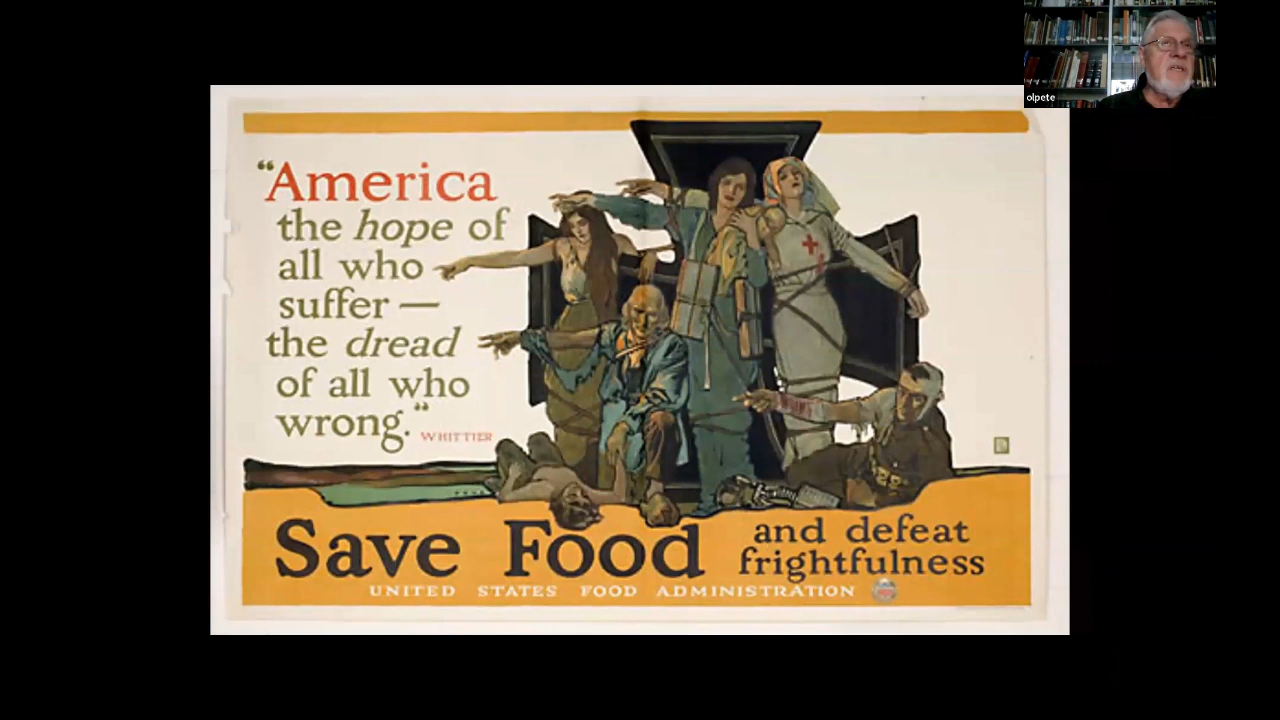 olpete
“America
the hope of
all who
suffer —
the dread
of all who
wrong.”
WHITTIER
Save Food
and defeat
frightfulness
UNITED STATES FOOD ADMINISTRATION